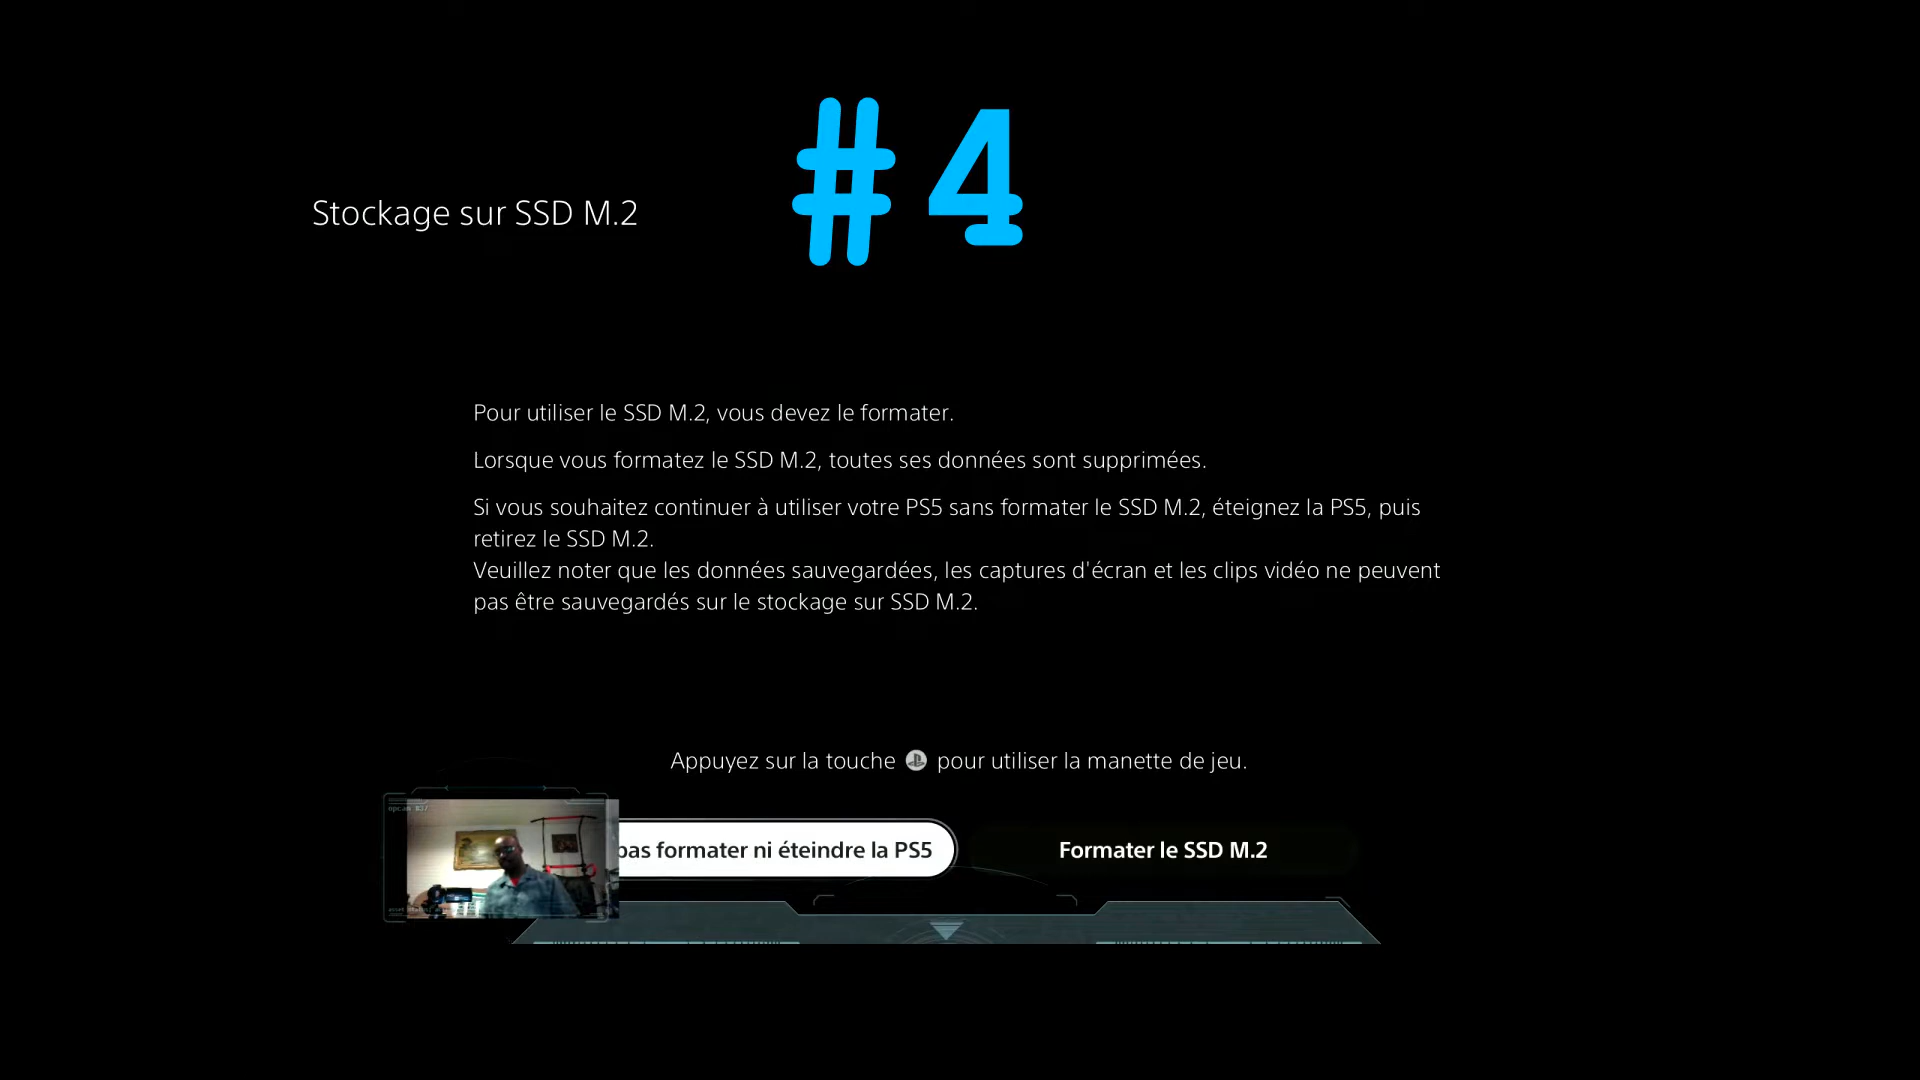 #4
Stockage sur SSD M.2
Pour utiliser le SSD M.2, vous devez le formater.
Lorsque vous formatez le SSD M.2, toutes ses données sont supprimées.
Si vous souhaitez continuer à utiliser votre PS5 sans formater le SSD M.2, éteignez la PS5, puis
retirez le SSD M.2.
Veuillez noter que les données sauvegardées, les captures d'écran et les clips vidéo ne peuvent
pas être sauvegardés sur le stockage sur SSD M.2.
Appuyez sur la touche pour utiliser la manette de jeu.
pas formater ni éteindre la PS5
Formater le SSD M.2